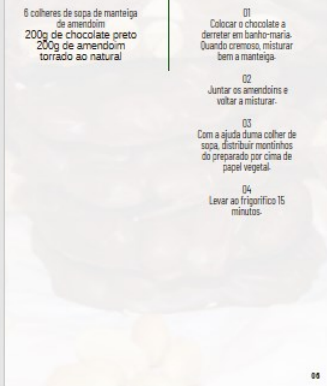 6 colheres de sopa de manteiga
de amendoim
200g de chocolate preto
200g de amendoim
torrado ao natural
01
Colocar o chocolate a
derreter em banho-maria.
Quando cremoso, misturar
bem a manteiga.
02
Juntar os amendoins e
voltar a misturar.
03
Com a ajuda duma colher de
sopa, distribuir montinhos
do preparado por cima de
papel vegetal.
04
Levar ao frigorifico 15
minutos.
06